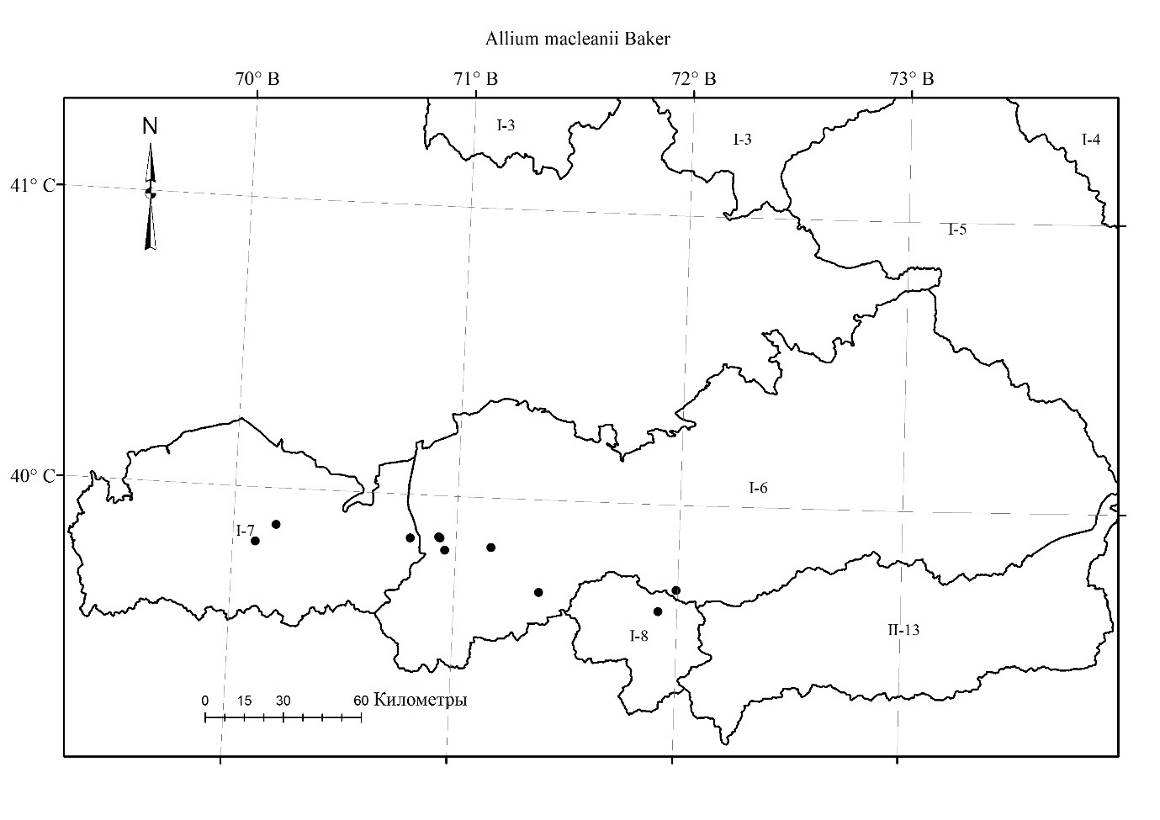 Allium macleanii Baker
70° В 71° В 72° В 73° В
N
I-3 I-3 I-4
41° С
I-5
40° С
I-6
I-7
I-8 II-13
0 15 30 60 Километры